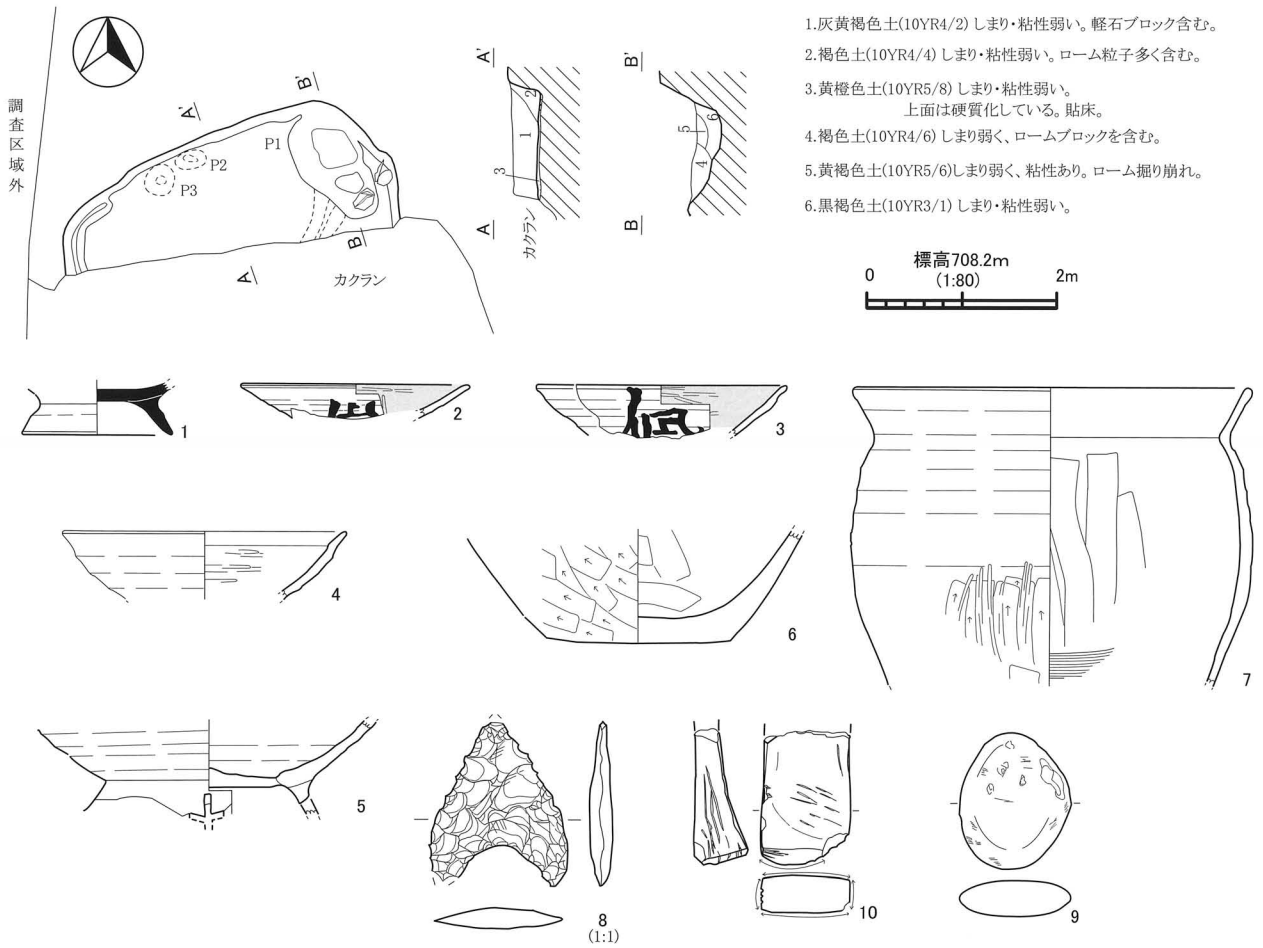 1.灰黄褐色土(10YR4/2) しまり・粘性弱い。軽石ブロック含む。
2.褐色土(10YR4/4) しまり・粘性弱い。ローム粒子多く含む。
3.黄橙色土(10YR5/8) しまり・粘性弱い。
上面は硬質化している。貼床。
4.褐色土(10YR4/6) しまり弱く、ロームブロックを含む。
5.黄褐色土(10YR5/6)しまり弱く、粘性あり。ローム掘り崩れ。
6.黒褐色土(10YR3/1) しまり・粘性弱い。
標高708.2m
(1:80)
0 2m
調査区域外
A'
B'
P1
P2
P3
A
B
カクラン
A'
2
1
3
A
カクラン
B'
6
5
4
B
1
2
3
4
5
6
7
8
(1:1)
10
9